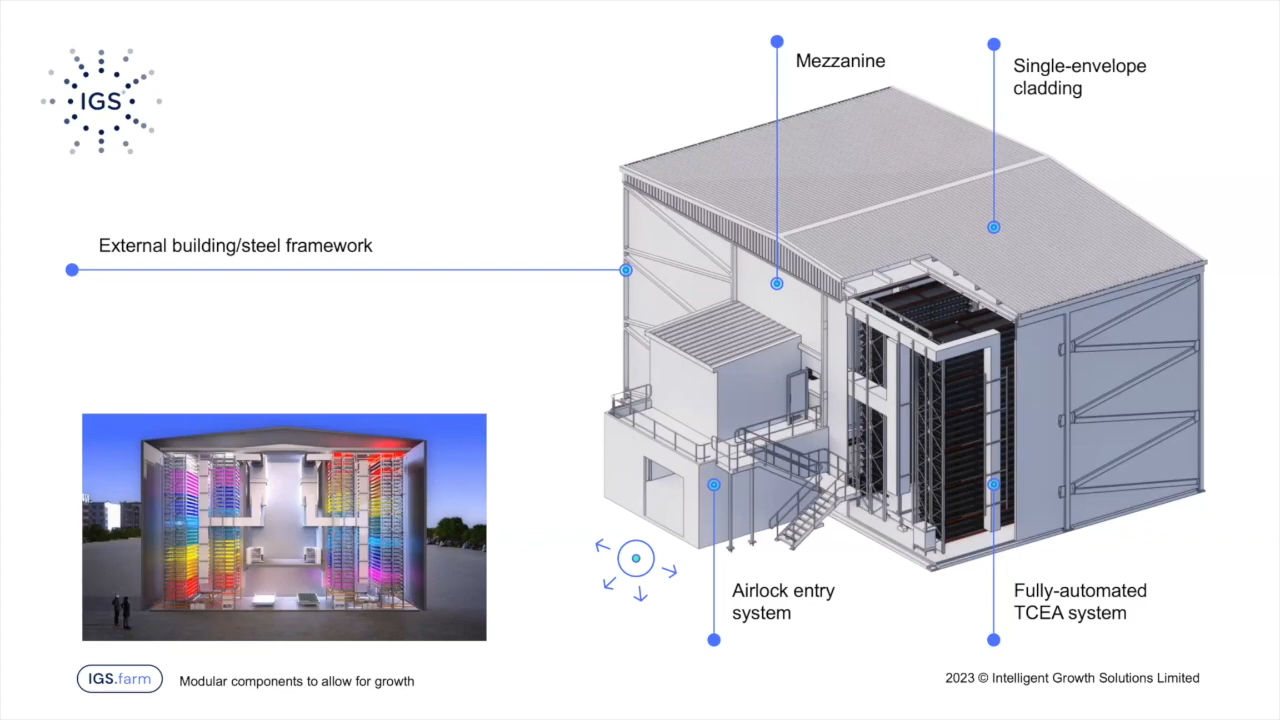 IGS
Mezzanine
Single-envelope
cladding
External building/steel framework
Airlock entry
system
Fully-automated
TCEA system
IGS.farm
Modular components to allow for growth
2023 © Intelligent Growth Solutions Limited